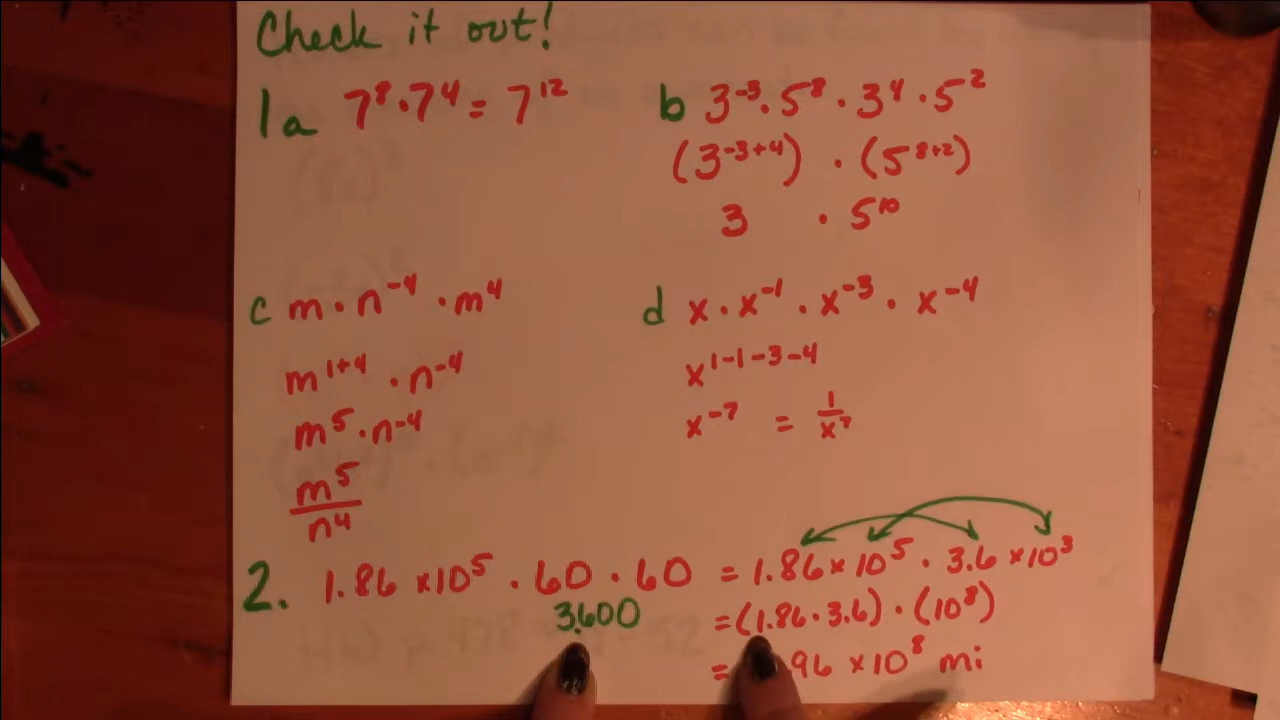 Check it out!
1a 7⁸·7⁴ = 7¹²
b 3⁻³·5⁸·3⁴·5²
(3⁻³⁺⁴) · (5⁸⁺²)
3 · 5¹⁰
c m·n⁻⁴·m⁴
m¹⁺⁴·n⁻⁴
m⁵·n⁻⁴
m⁵
n⁴
d x·x⁻¹·x⁻³·x⁻⁴
x¹⁻¹⁻³⁻⁴
x⁻⁷ = 1/x⁷
2. 1.86 ×10⁵ · 60 · 60 = 1.86 × 10⁵ · 3.6 ×10³
3.600
= (1.86·3.6) · (10⁸)
= .96 ×10⁸ mi